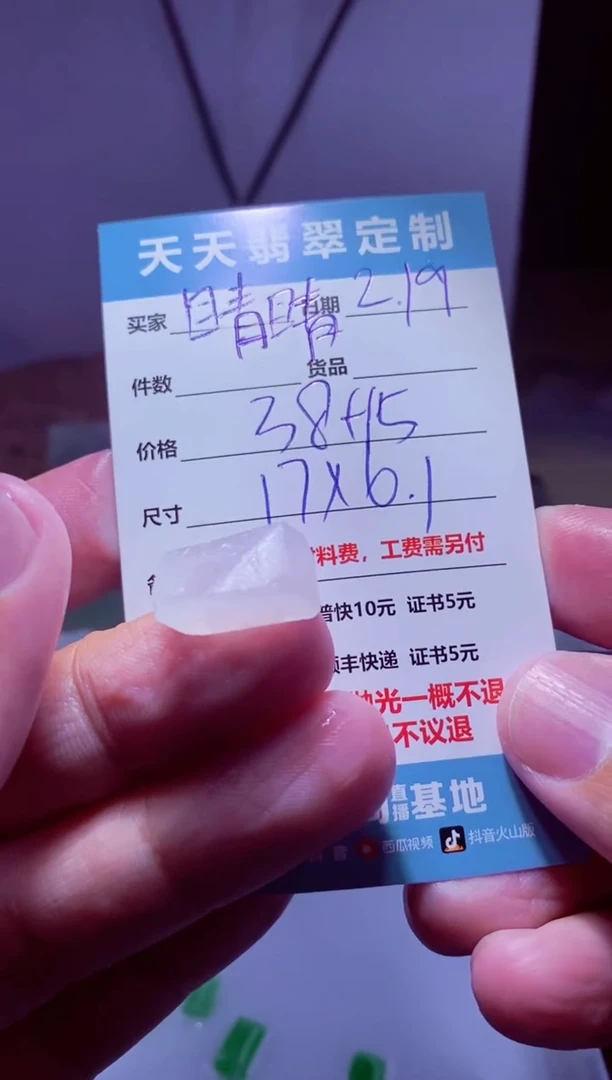 天天翡翠定制
买家 晴晴 日期 2.19
件数 货品
价格 38+15
尺寸 17X6.1
料费，工费需另付
普快10元 证书5元
顺丰快递 证书5元
抛光一概不退
不议退
直播基地
西瓜视频 抖音火山版